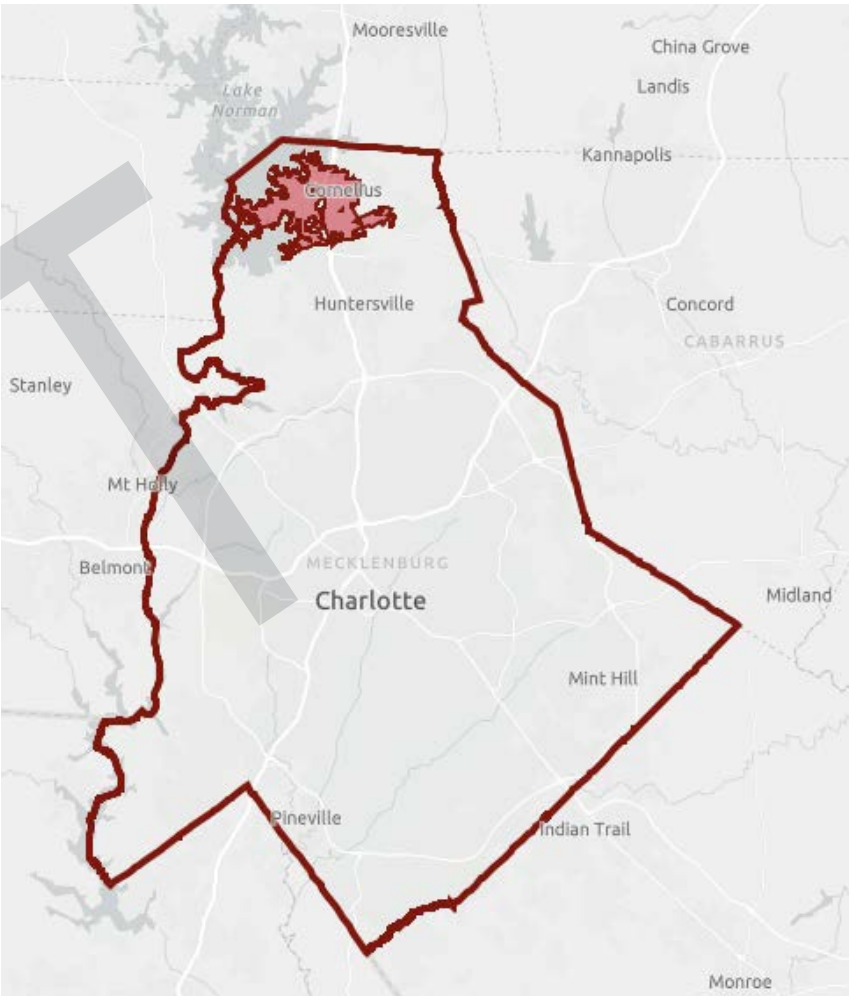 Mooresville
China Grove
Landis
Lake
Norman
Kannapolis
Cornelius
Huntersville
Concord
CABARRUS
Stanley
Mt Holly
MECKLENBURG
Belmont
Charlotte
Midland
Mint Hill
Pineville
Indian Trail
Monroe
T